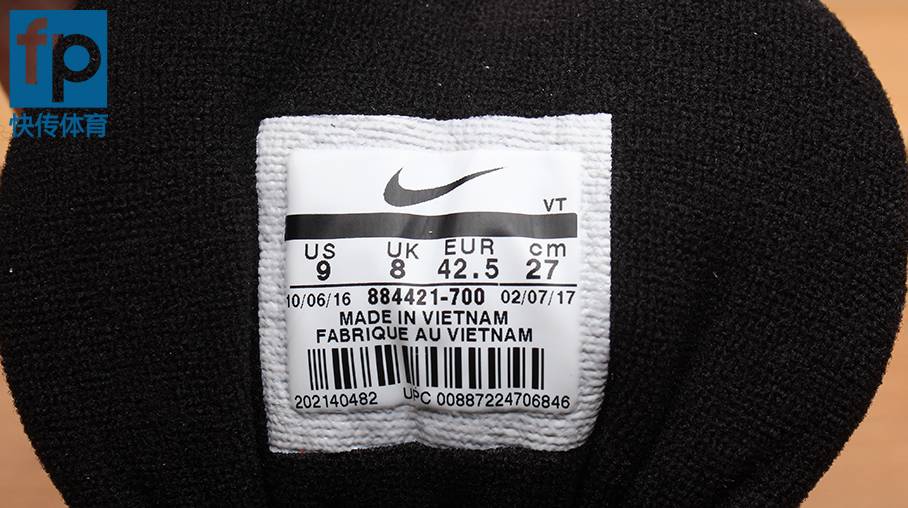 fp
快传体育
VT
US UK EUR cm
9 8 42.5 27
10/06/16 884421-700 02/07/17
MADE IN VIETNAM
FABRIQUE AU VIETNAM
202140482 UPC 00887224706846